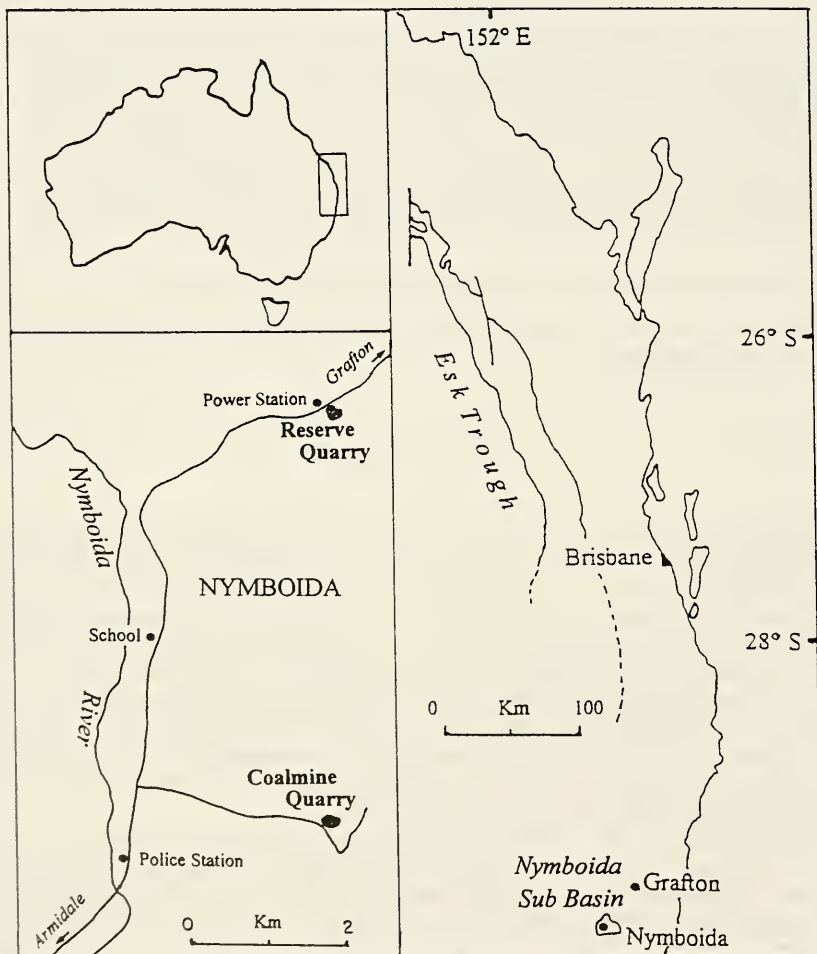 152° E
26° S
Esk Trough
Brisbane
28° S
0 Km 100
Nymboida
Sub Basin
Grafton
Nymboida
Grafton
Power Station
Reserve
Quarry
Nymboida
River
NYMBOIDA
School
Coalmine
Quarry
Police Station
Armidale
0 Km 2